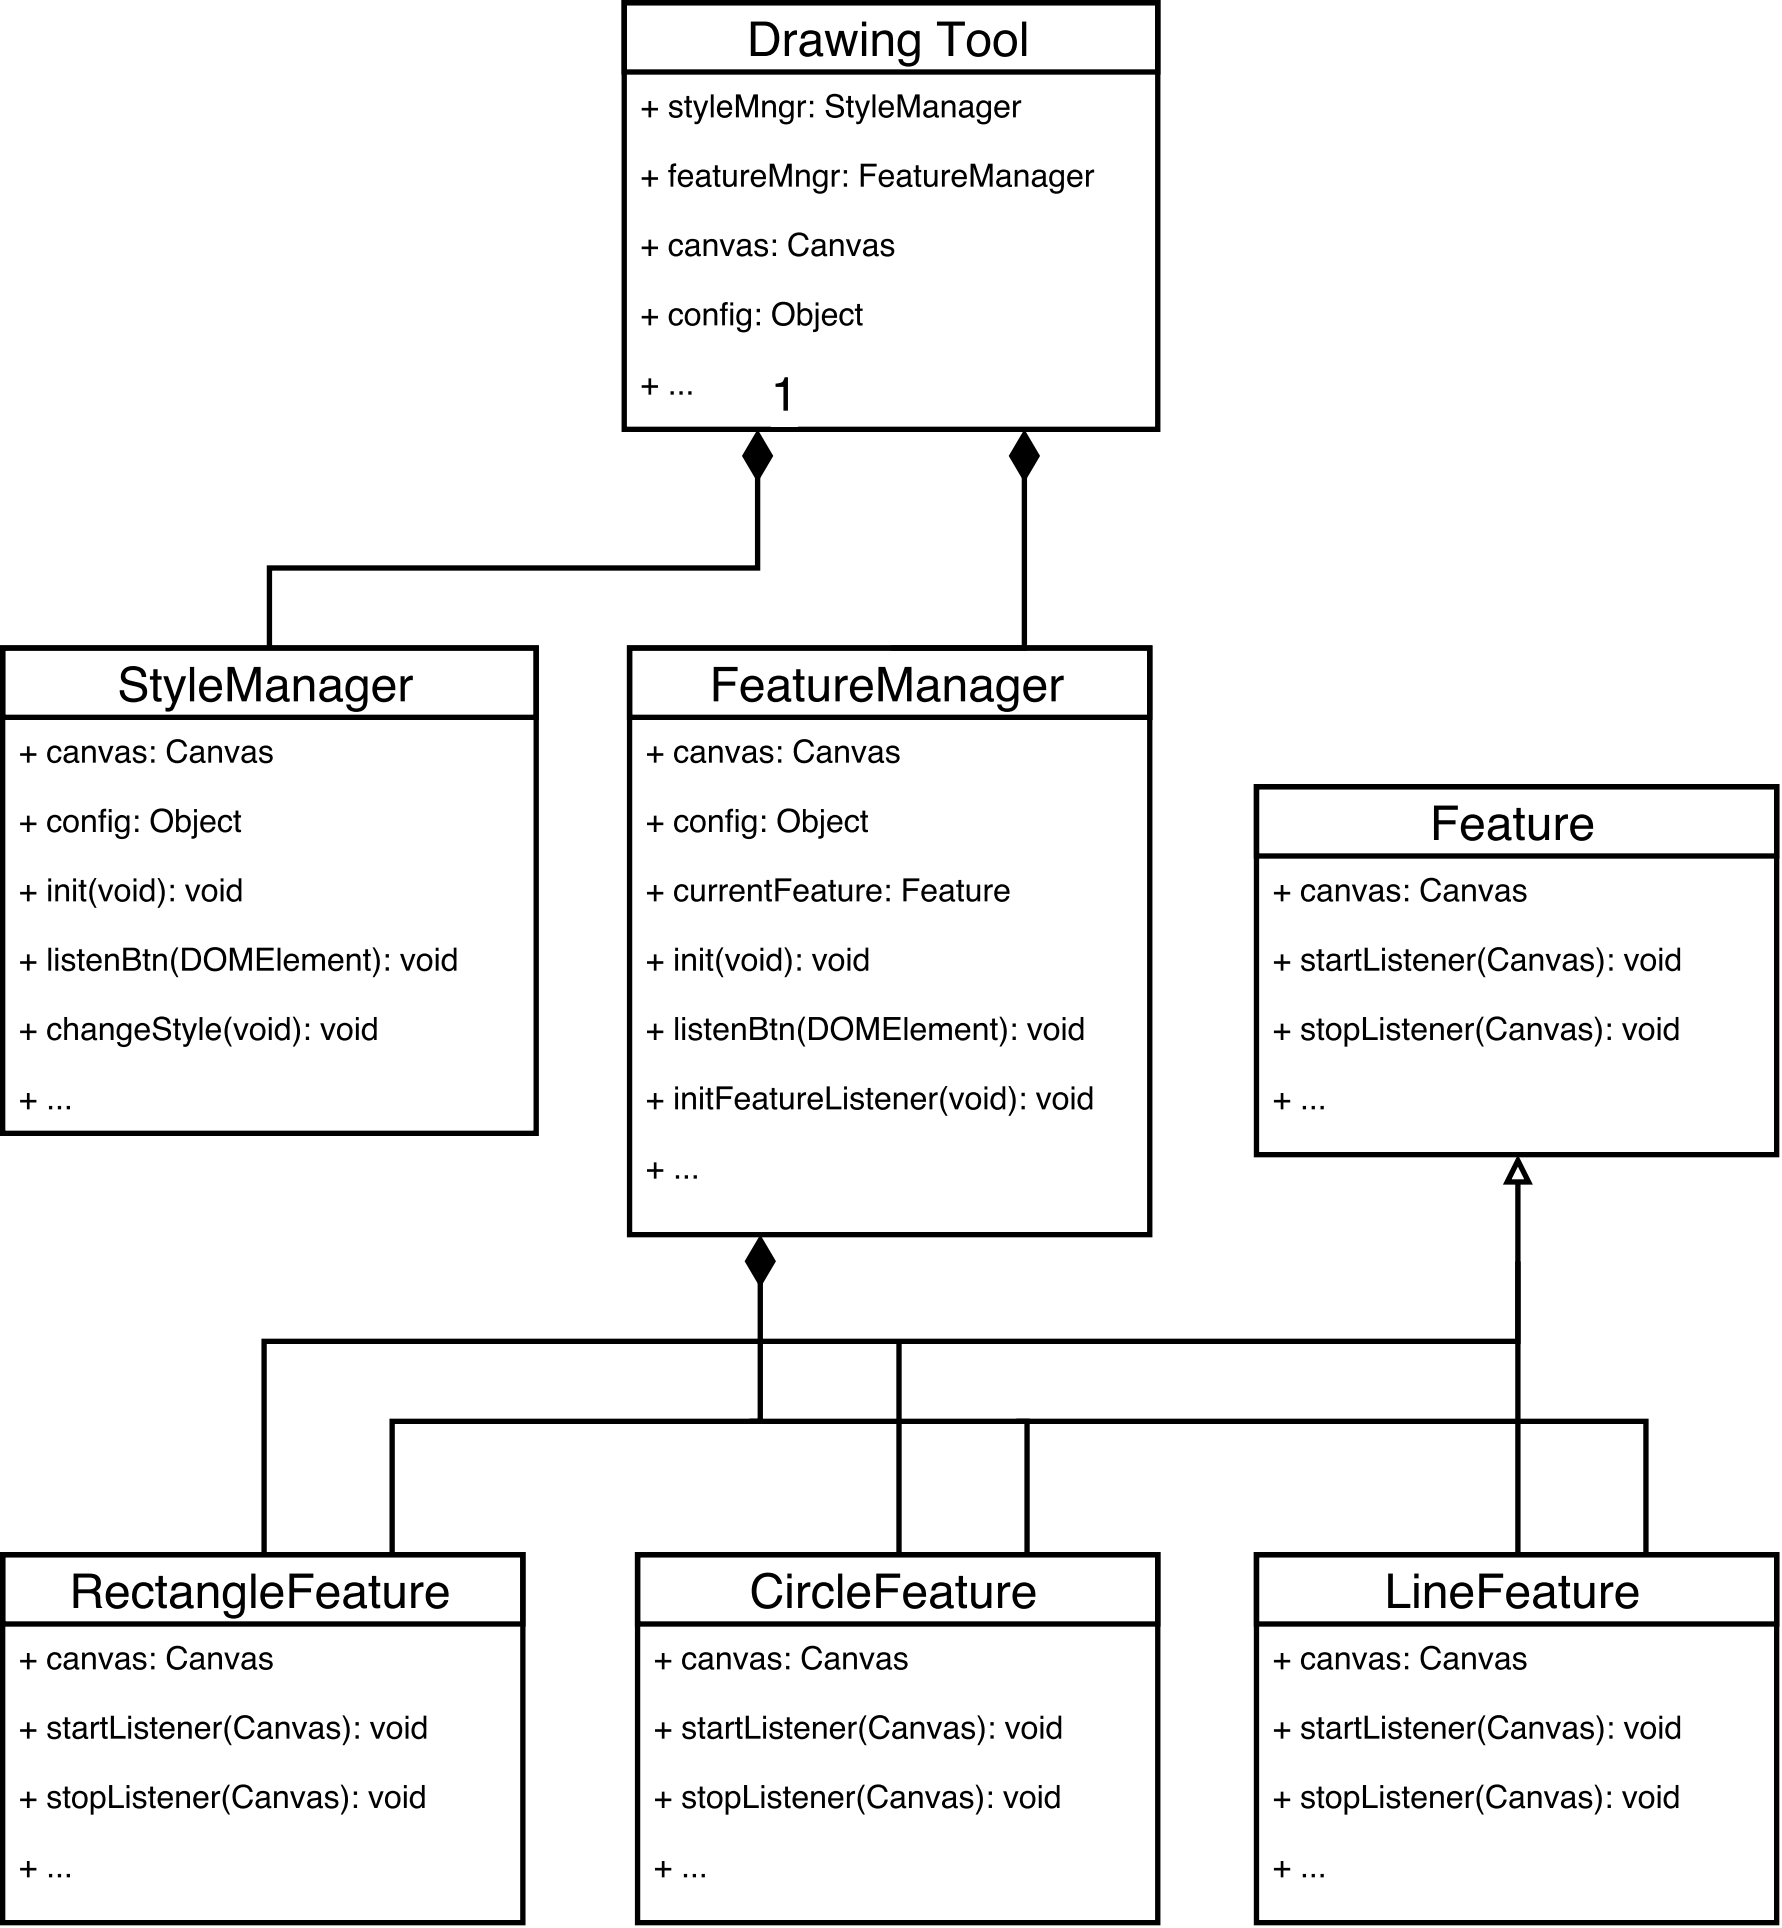 Drawing Tool
+ styleMngr: StyleManager
+ featureMngr: FeatureManager
+ canvas: Canvas
+ config: Object
+ ...
1
StyleManager
+ canvas: Canvas
+ config: Object
+ init(void): void
+ listenBtn(DOMElement): void
+ changeStyle(void): void
+ ...
FeatureManager
+ canvas: Canvas
+ config: Object
+ currentFeature: Feature
+ init(void): void
+ listenBtn(DOMElement): void
+ initFeatureListener(void): void
+ ...
Feature
+ canvas: Canvas
+ startListener(Canvas): void
+ stopListener(Canvas): void
+ ...
RectangleFeature
+ canvas: Canvas
+ startListener(Canvas): void
+ stopListener(Canvas): void
+ ...
CircleFeature
+ canvas: Canvas
+ startListener(Canvas): void
+ stopListener(Canvas): void
+ ...
LineFeature
+ canvas: Canvas
+ startListener(Canvas): void
+ stopListener(Canvas): void
+ ...